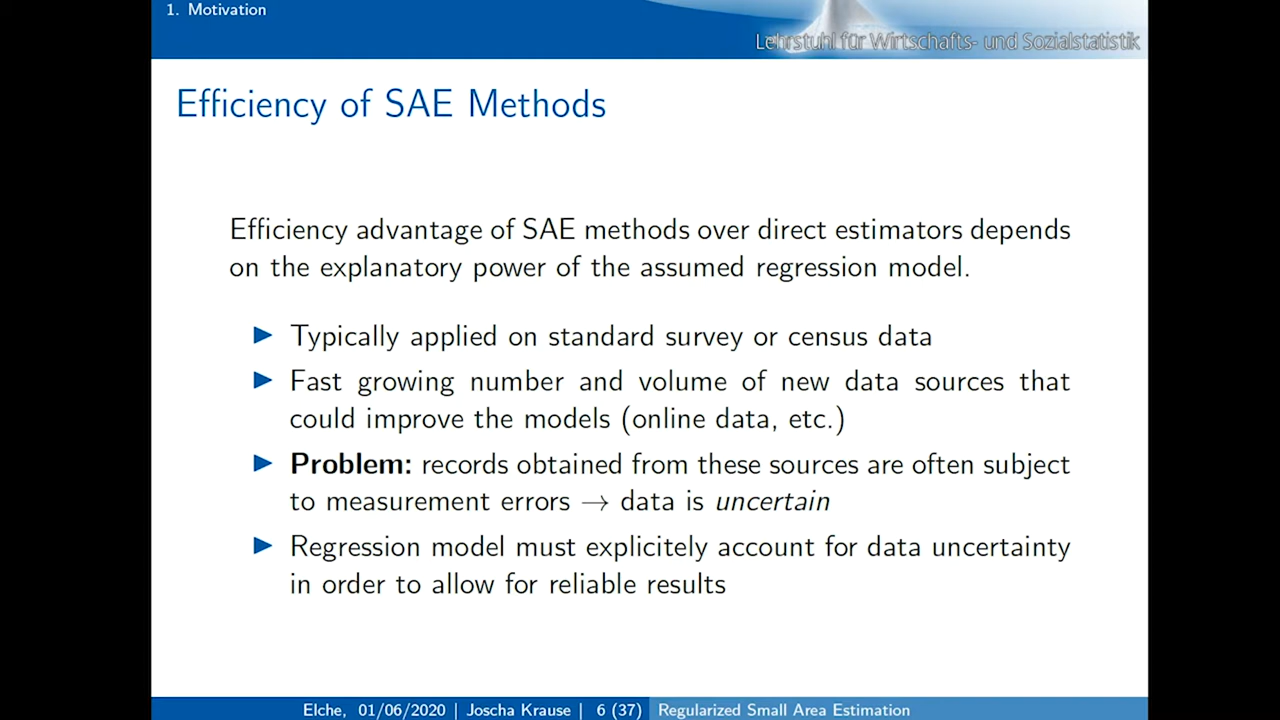 1. Motivation
Lehrstuhl für Wirtschafts- und Sozialstatistik
Efficiency of SAE Methods
Efficiency advantage of SAE methods over direct estimators depends
on the explanatory power of the assumed regression model.
▶ Typically applied on standard survey or census data
▶ Fast growing number and volume of new data sources that
could improve the models (online data, etc.)
▶ Problem: records obtained from these sources are often subject
to measurement errors → data is uncertain
▶ Regression model must explicitely account for data uncertainty
in order to allow for reliable results
Elche, 01/06/2020 | Joscha Krause | 6 (37) Regularized Small Area Estimation